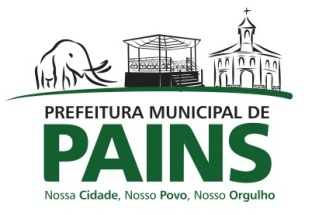 PREFEITURA MUNICIPAL DE
PAINS
Nossa Cidade, Nosso Povo, Nosso Orgulho